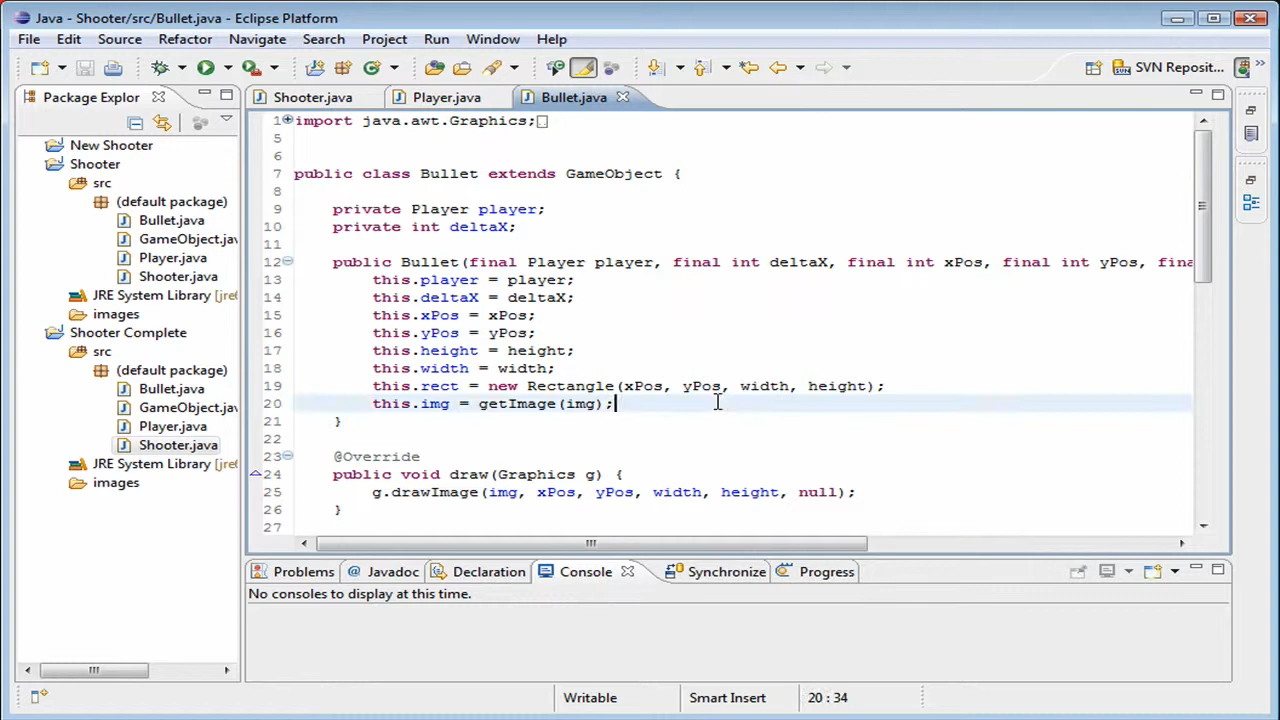 Java - Shooter/src/Bullet.java - Eclipse Platform
File Edit Source Refactor Navigate Search Project Run Window Help
SVN Reposit...
Package Explor
Shooter.java Player.java Bullet.java
New Shooter
Shooter
src
(default package)
Bullet.java
GameObject.jav
Player.java
Shooter.java
JRE System Library [jre
images
Shooter Complete
src
(default package)
Bullet.java
GameObject.jav
Player.java
Shooter.java
JRE System Library [jre
images
1 import java.awt.Graphics;
5
6
7 public class Bullet extends GameObject {
8
9 private Player player;
10 private int deltaX;
11
12 public Bullet(final Player player, final int deltaX, final int xPos, final int yPos, fina
13 this.player = player;
14 this.deltaX = deltaX;
15 this.xPos = xPos;
16 this.yPos = yPos;
17 this.height = height;
18 this.width = width;
19 this.rect = new Rectangle(xPos, yPos, width, height);
20 this.img = getImage(img);
21 }
22
23 @Override
24 public void draw(Graphics g) {
25 g.drawImage(img, xPos, yPos, width, height, null);
26 }
27
Problems Javadoc Declaration Console Synchronize Progress
No consoles to display at this time.
Writable Smart Insert 20 : 34